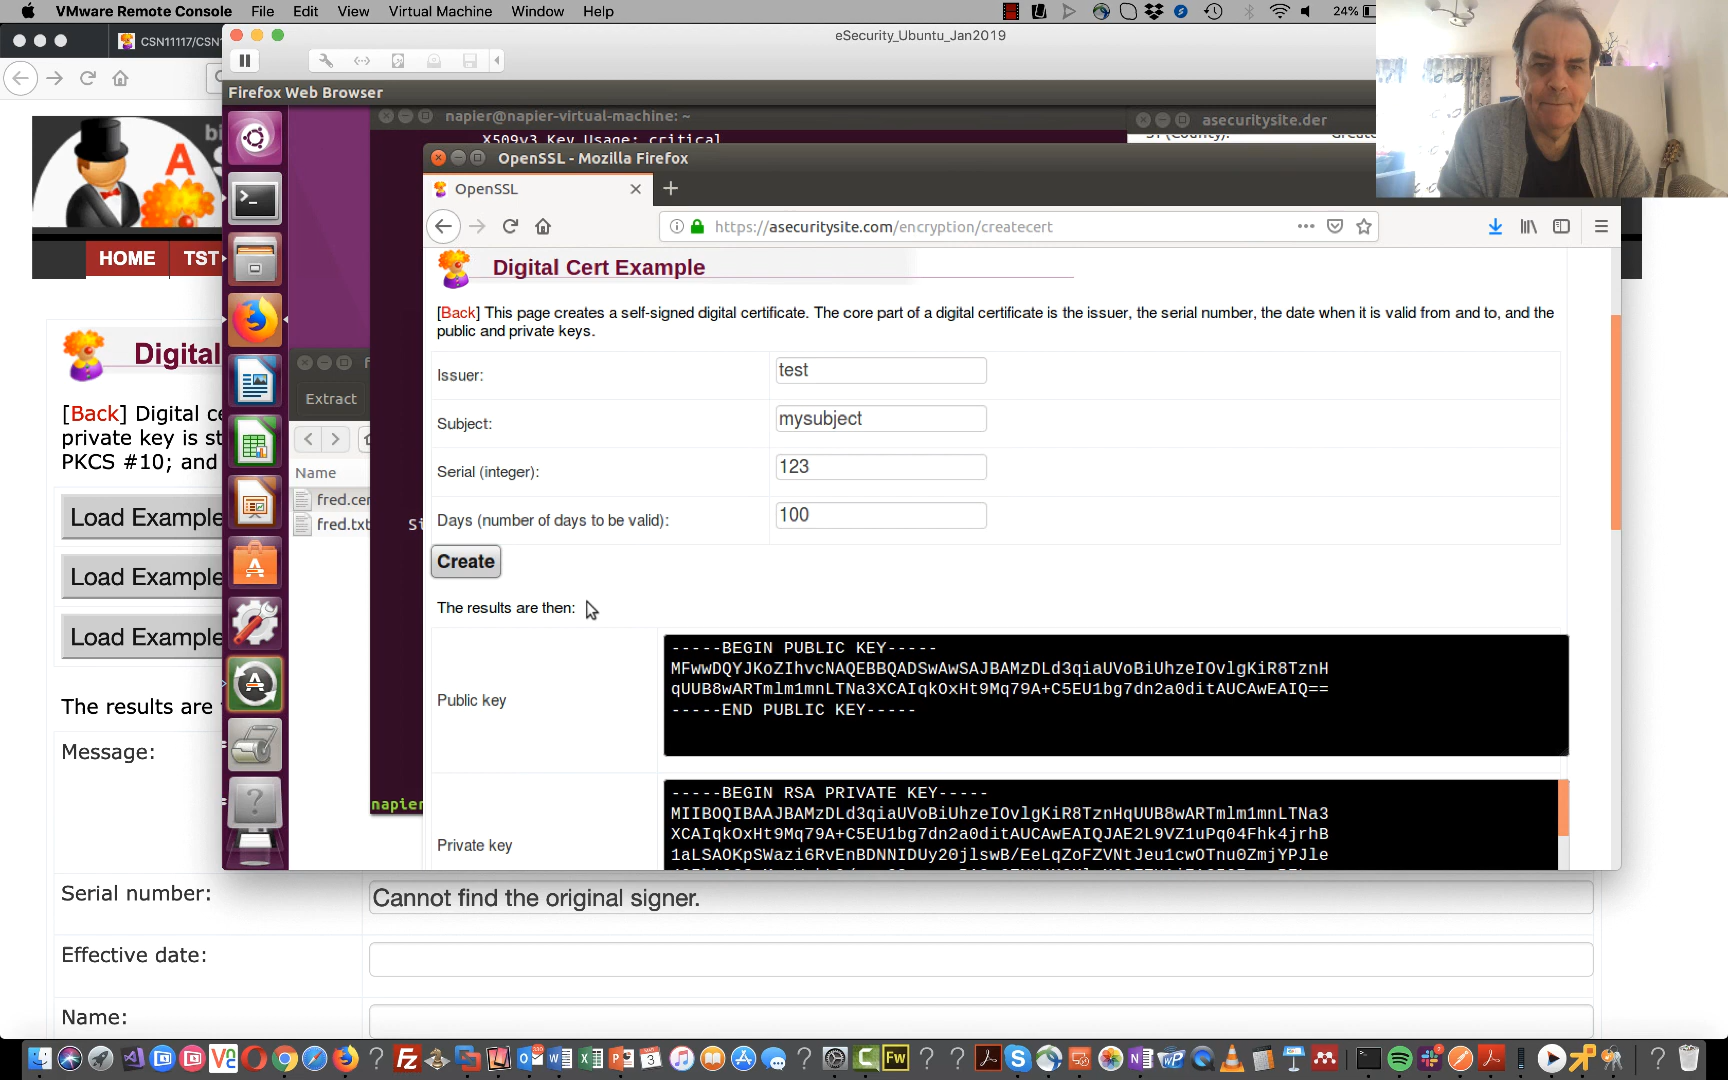 VMware Remote Console File Edit View Virtual Machine Window Help
24%
CSN11117/CSN1
eSecurity_Ubuntu_Jan2019
Firefox Web Browser
napier@napier-virtual-machine: ~
asecuritysite.der
X509v3 Key Usage: critical
OpenSSL - Mozilla Firefox
OpenSSL
https://asecuritysite.com/encryption/createcert
HOME TST
Digital Cert Example
[Back] This page creates a self-signed digital certificate. The core part of a digital certificate is the issuer, the serial number, the date when it is valid from and to, and the
public and private keys.
Issuer: test
Subject: mysubject
Serial (integer): 123
Days (number of days to be valid): 100
Create
The results are then:
Public key
-----BEGIN PUBLIC KEY-----
MFwwDQYJKoZIhvcNAQEBBQADSwAwSAJBAMzDLd3qiaUVoBiUhzeIOvlgKiR8TznH
qUUB8wARTmlm1mnLTNa3XCAIqkOxHt9Mq79A+C5EU1bg7dn2a0ditAUCAwEAIQ==
-----END PUBLIC KEY-----
Private key
-----BEGIN RSA PRIVATE KEY-----
MIIBOQIBAAJBAMzDLd3qiaUVoBiUhzeIOvlgKiR8TznHqUUB8wARTmlm1mnLTNa3
XCAIqkOxHt9Mq79A+C5EU1bg7dn2a0ditAUCAwEAIQJAE2L9VZ1uPq04Fhk4jrhB
1aLSAOKpSWazi6RvEnBDNNIDUy20jlswB/EeLqZoFZVNtJeu1cwOTnu0ZmjYPJle
Extract
Name
fred.cer
fred.txt
napier
Digital
[Back] Digital ce
private key is st
PKCS #10; and
Load Example
Load Example
Load Example
The results are
Message:
Serial number: Cannot find the original signer.
Effective date:
Name: